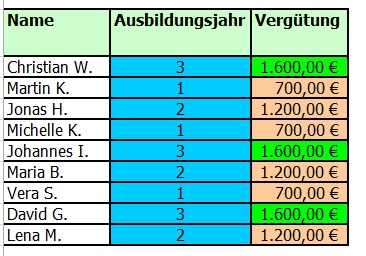 Name Ausbildungsjahr Vergütung
Christian W. 3 1.600,00 €
Martin K. 1 700,00 €
Jonas H. 2 1.200,00 €
Michelle K. 1 700,00 €
Johannes I. 3 1.600,00 €
Maria B. 2 1.200,00 €
Vera S. 1 700,00 €
David G. 3 1.600,00 €
Lena M. 2 1.200,00 €